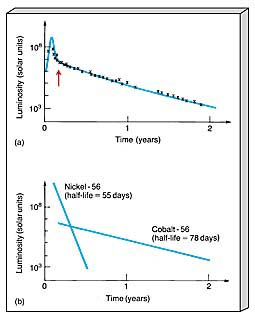 Luminosity (solar units)
10⁸
10³
0
1
2
Time (years)
(a)
Nickel - 56
(half-life = 55 days)
Cobalt - 56
(half-life = 78 days)
Luminosity (solar units)
10⁸
10³
0
1
2
Time (years)
(b)